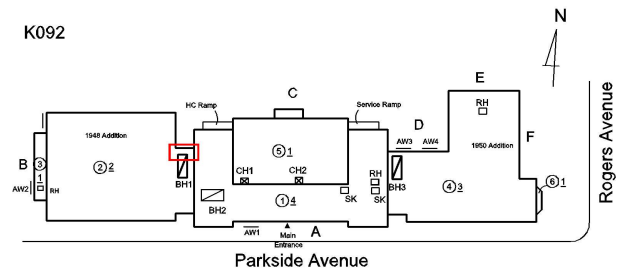 K092
N
HC Ramp
C
Service Ramp
E
RH
D
F
Rogers Avenue
1948 Addition
5 1
AW3 AW4
1950 Addition
B
3
2 2
1
AW2
RH
BH1
CH1
CH2
RH
BH3
4 3
6 1
BH2
1 4
SK
SK
AW1
Main
Entrance
A
Parkside Avenue